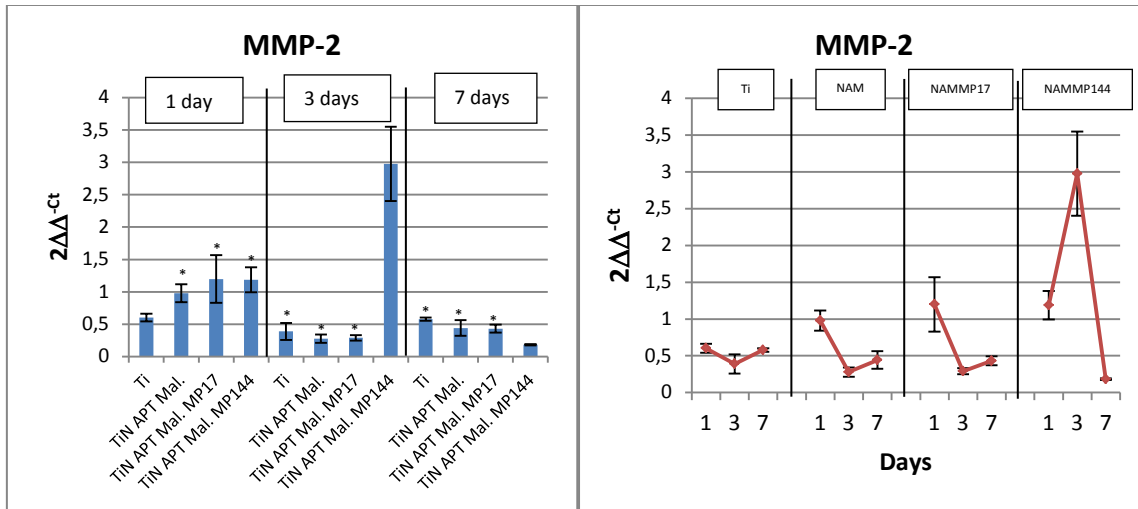 MMP-2
1 day
3 days
7 days
4
3,5
3
2,5
2
1,5
1
0,5
0
2ΔΔ-Ct
* * *
* * *
* * *
Ti
TiN APT Mal.
TiN APT Mal. MP17
TiN APT Mal. MP144
Ti
TiN APT Mal.
TiN APT Mal. MP17
TiN APT Mal. MP144
Ti
TiN APT Mal.
TiN APT Mal. MP17
TiN APT Mal. MP144
MMP-2
Ti
NAM
NAMMP17
NAMMP144
4
3,5
3
2,5
2
1,5
1
0,5
0
2ΔΔ-Ct
1 3 7 1 3 7 1 3 7 1 3 7
Days